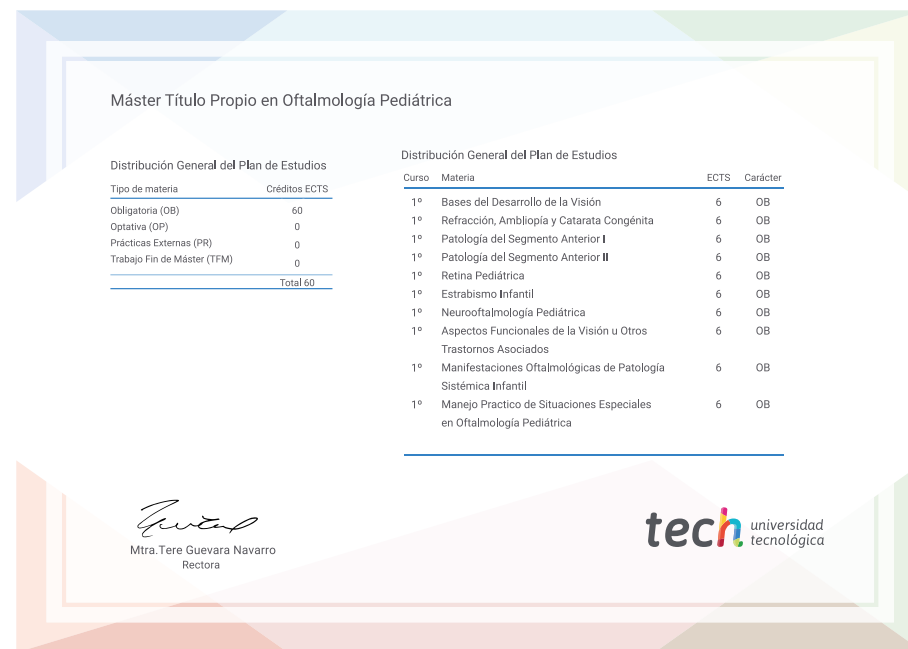 Máster Título Propio en Oftalmología Pediátrica
Distribución General del Plan de Estudios
Tipo de materia Créditos ECTS
Obligatoria (OB) 60
Optativa (OP) 0
Prácticas Externas (PR) 0
Trabajo Fin de Máster (TFM) 0
Total 60
Distribución General del Plan de Estudios
Curso Materia ECTS Carácter
1º Bases del Desarrollo de la Visión 6 OB
1º Refracción, Ambliopía y Catarata Congénita 6 OB
1º Patología del Segmento Anterior I 6 OB
1º Patología del Segmento Anterior II 6 OB
1º Retina Pediátrica 6 OB
1º Estrabismo Infantil 6 OB
1º Neurooftalmología Pediátrica 6 OB
1º Aspectos Funcionales de la Visión u Otros 6 OB
Trastornos Asociados
1º Manifestaciones Oftalmológicas de Patología 6 OB
Sistémica Infantil
1º Manejo Practico de Situaciones Especiales 6 OB
en Oftalmología Pediátrica
Mtra.Tere Guevara Navarro
Rectora
tech universidad
tecnológica